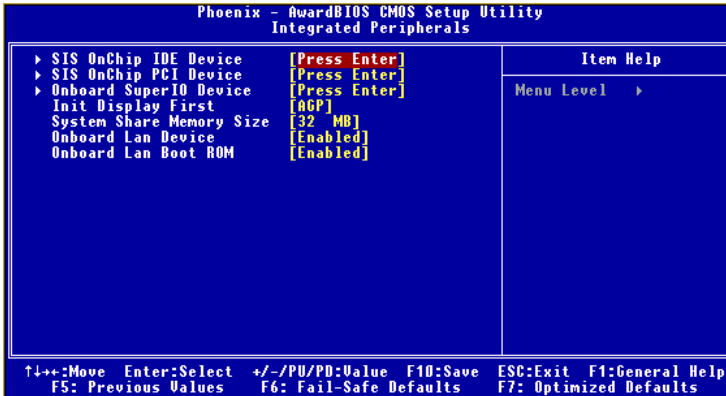 Phoenix - AwardBIOS CMOS Setup Utility
Integrated Peripherals
SIS OnChip IDE Device [Press Enter]
SIS OnChip PCI Device [Press Enter]
Onboard SuperIO Device [Press Enter]
Init Display First [AGP]
System Share Memory Size [32 MB]
Onboard Lan Device [Enabled]
Onboard Lan Boot ROM [Enabled]
Item Help
Menu Level
↑↓→←:Move Enter:Select +/-/PU/PD:Value F10:Save ESC:Exit F1:General Help
F5: Previous Values F6: Fail-Safe Defaults F7: Optimized Defaults